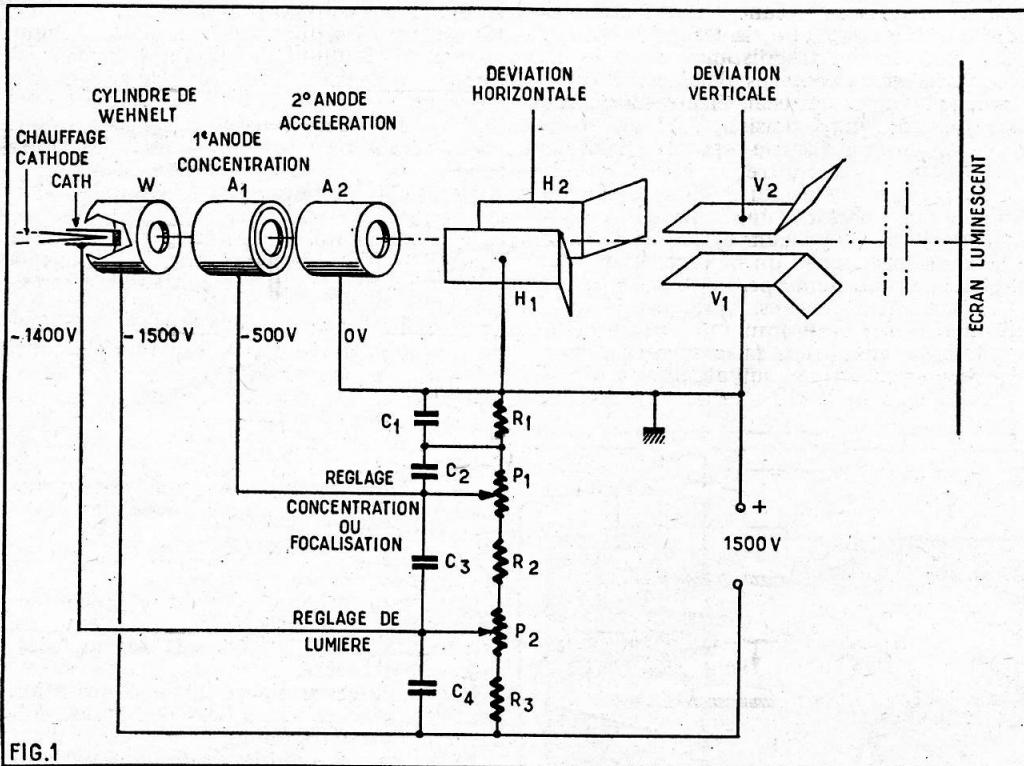 CYLINDRE DE
WEHNELT
CHAUFFAGE
CATHODE
CATH
W
1e ANODE
CONCENTRATION
A1
2° ANODE
ACCELERATION
A2
DEVIATION
HORIZONTALE
H2
H1
DEVIATION
VERTICALE
V2
V1
ECRAN LUMINESCENT
-1400V
-1500V
-500V
0V
C1
R1
C2
P1
REGLAGE
CONCENTRATION
OU
FOCALISATION
C3
R2
REGLAGE DE
LUMIERE
P2
C4
R3
+
1500V
FIG.1